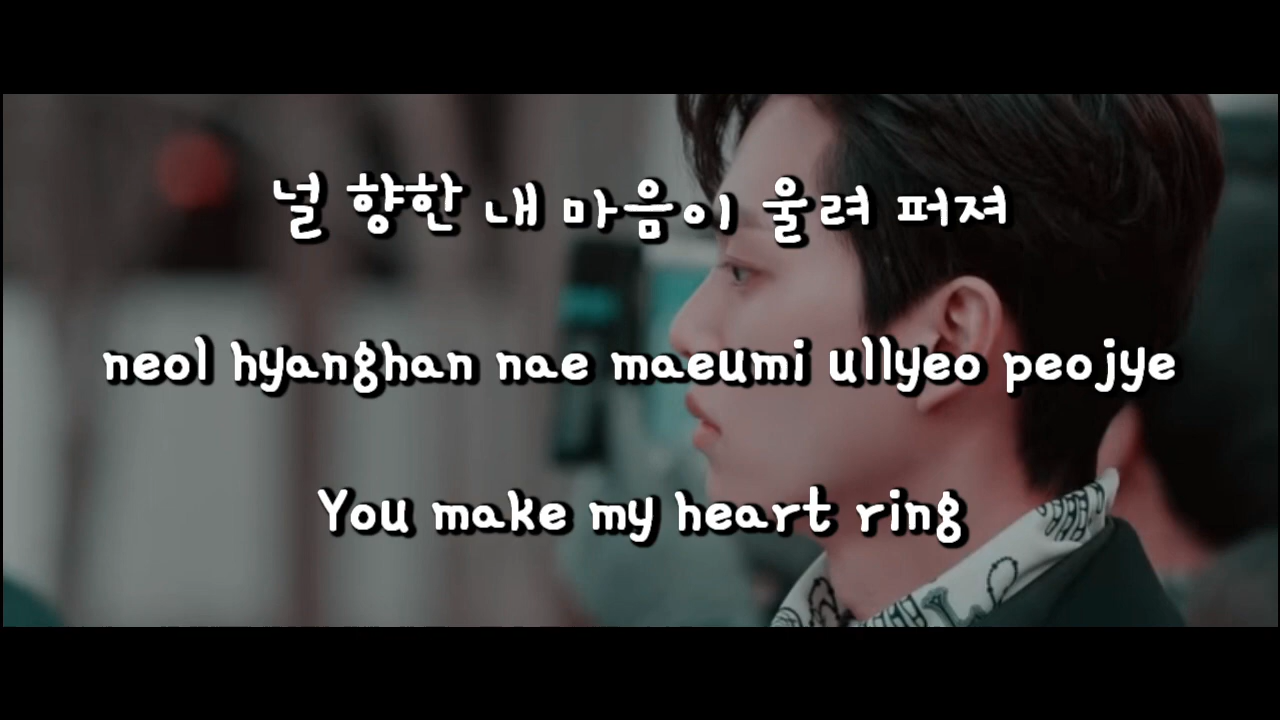 널 향한 내 마음이 울려 퍼져
neol hyanghan nae maeumi ullyeo peojye
You make my heart ring